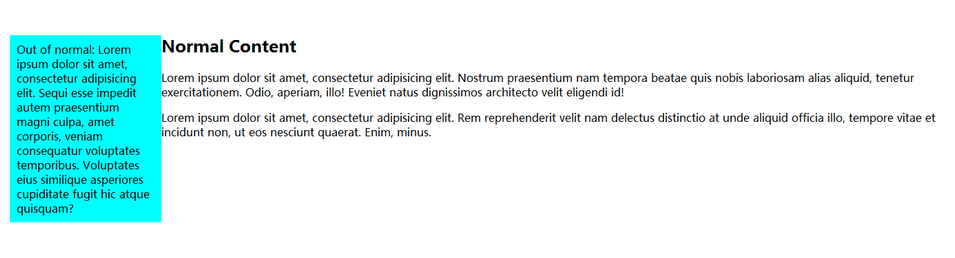 Out of normal: Lorem
ipsum dolor sit amet,
consectetur adipisicing
elit. Sequi esse impedit
autem praesentium
magni culpa, amet
corporis, veniam
consequatur voluptates
temporibus. Voluptates
eius similique asperiores
cupiditate fugit hic atque
quisquam?
Normal Content
Lorem ipsum dolor sit amet, consectetur adipisicing elit. Nostrum praesentium nam tempora beatae quis nobis laboriosam alias aliquid, tenetur
exercitationem. Odio, aperiam, illo! Eveniet natus dignissimos architecto velit eligendi id!
Lorem ipsum dolor sit amet, consectetur adipisicing elit. Rem reprehenderit velit nam delectus distinctio at unde aliquid officia illo, tempore vitae et
incidunt non, ut eos nesciunt quaerat. Enim, minus.